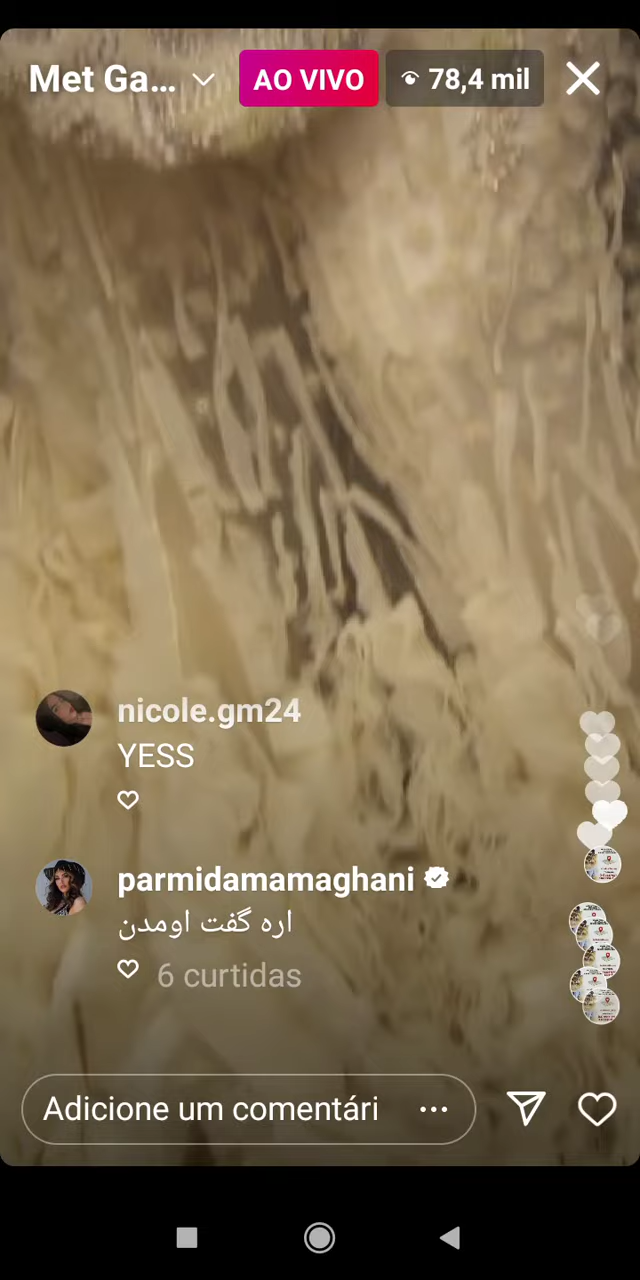 Met Ga...
AO VIVO
78,4 mil
nicole.gm24
YESS
parmidamamaghani
اره گفت اومدن
6 curtidas
Adicione um comentári